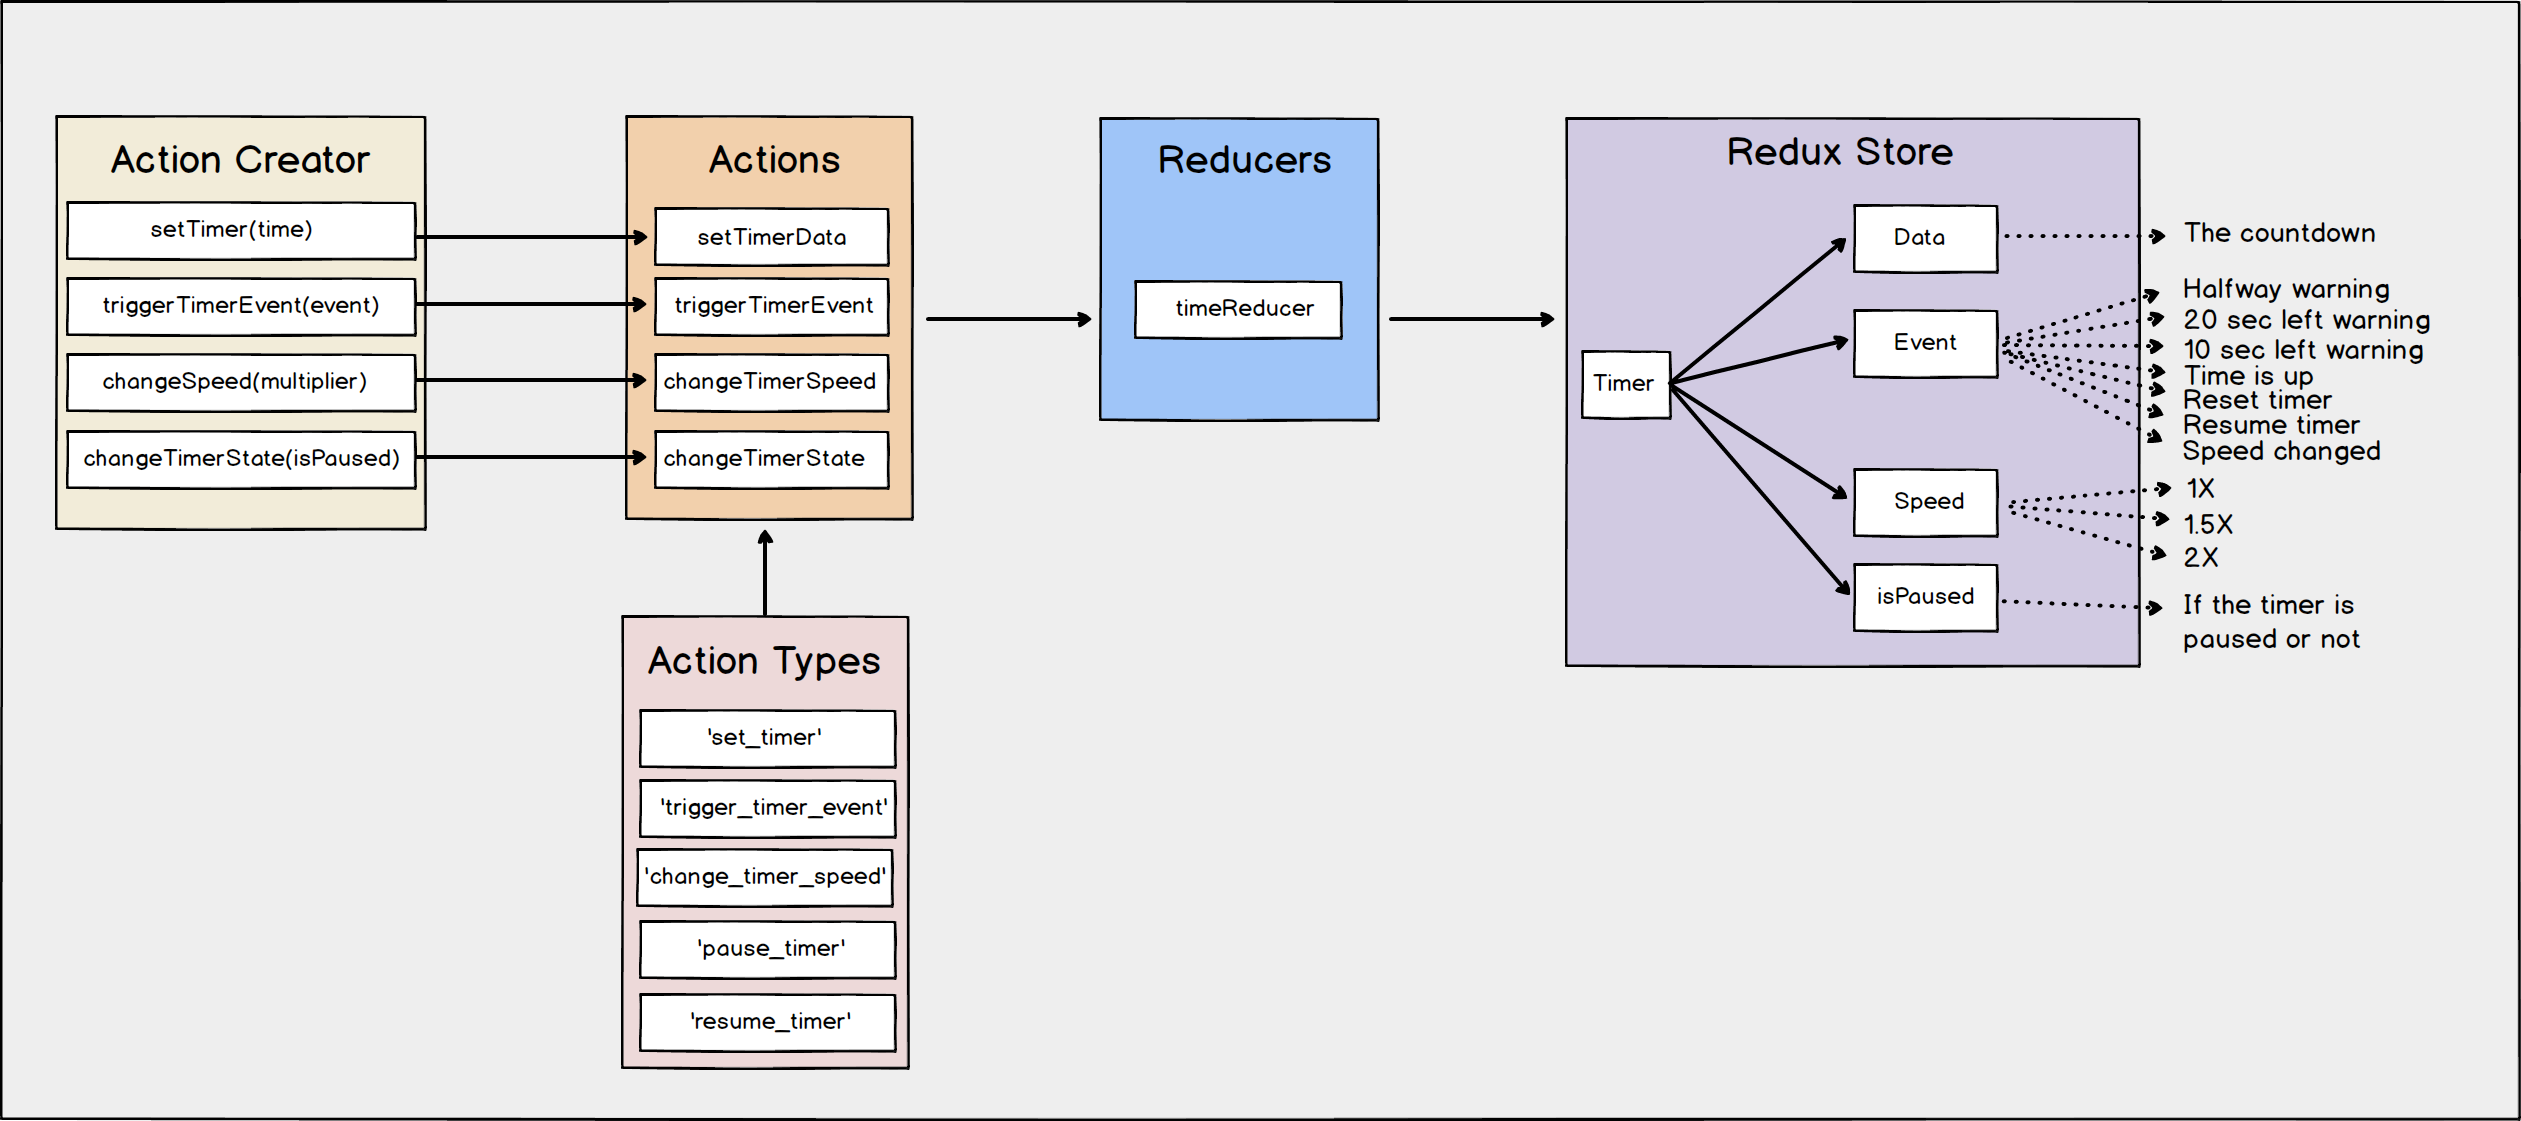 Action Creator
setTimer(time)
triggerTimerEvent(event)
changeSpeed(multiplier)
changeTimerState(isPaused)
Actions
setTimerData
triggerTimerEvent
changeTimerSpeed
changeTimerState
Action Types
'set_timer'
'trigger_timer_event'
'change_timer_speed'
'pause_timer'
'resume_timer'
Reducers
timeReducer
Redux Store
Timer
Data
Event
Speed
isPaused
The countdown
Halfway warning
20 sec left warning
10 sec left warning
Time is up
Reset timer
Resume timer
Speed changed
1X
1.5X
2X
If the timer is
paused or not